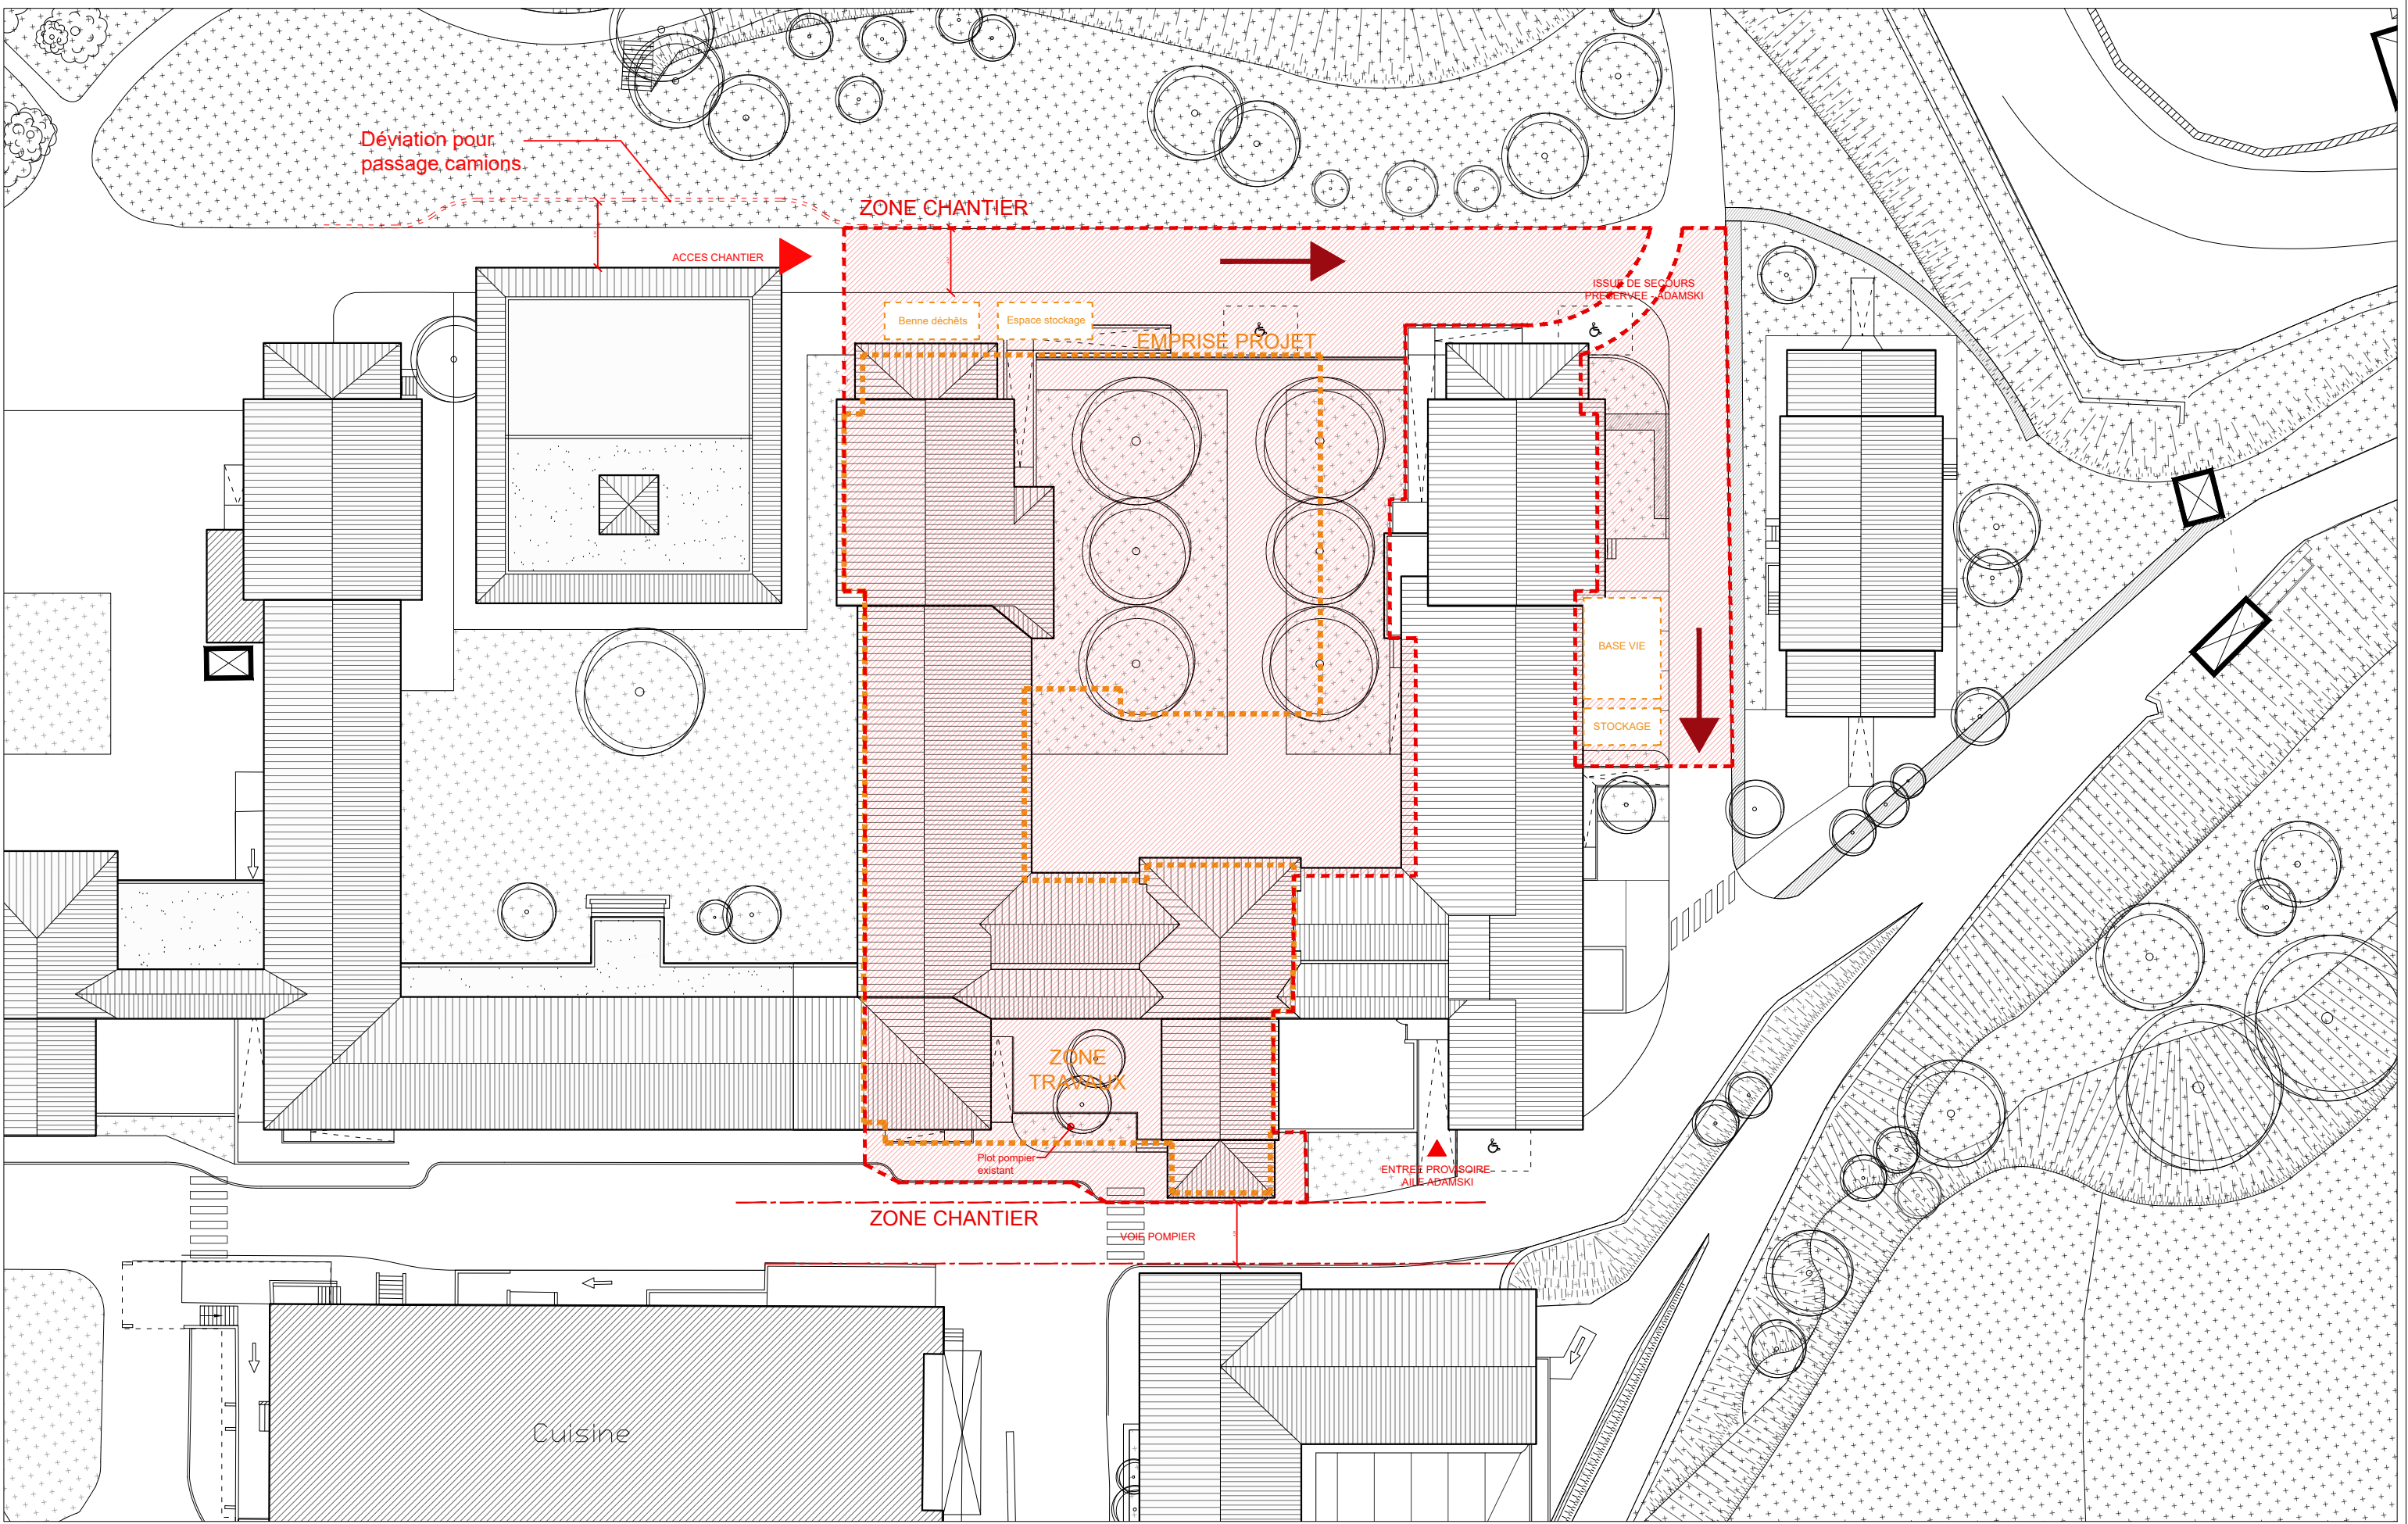 Déviation pour
passage camions
ZONE CHANTIER
ACCES CHANTIER
ISSUE DE SECOURS
PRESERVEE - ADAMSKI
Benne déchêts
Espace stockage
EMPRISE PROJET
BASE VIE
STOCKAGE
ZONE
TRAVAUX
Plot pompier
existant
ENTREE PROVISOIRE
AILE ADAMSKI
ZONE CHANTIER
VOIE POMPIER
Cuisine